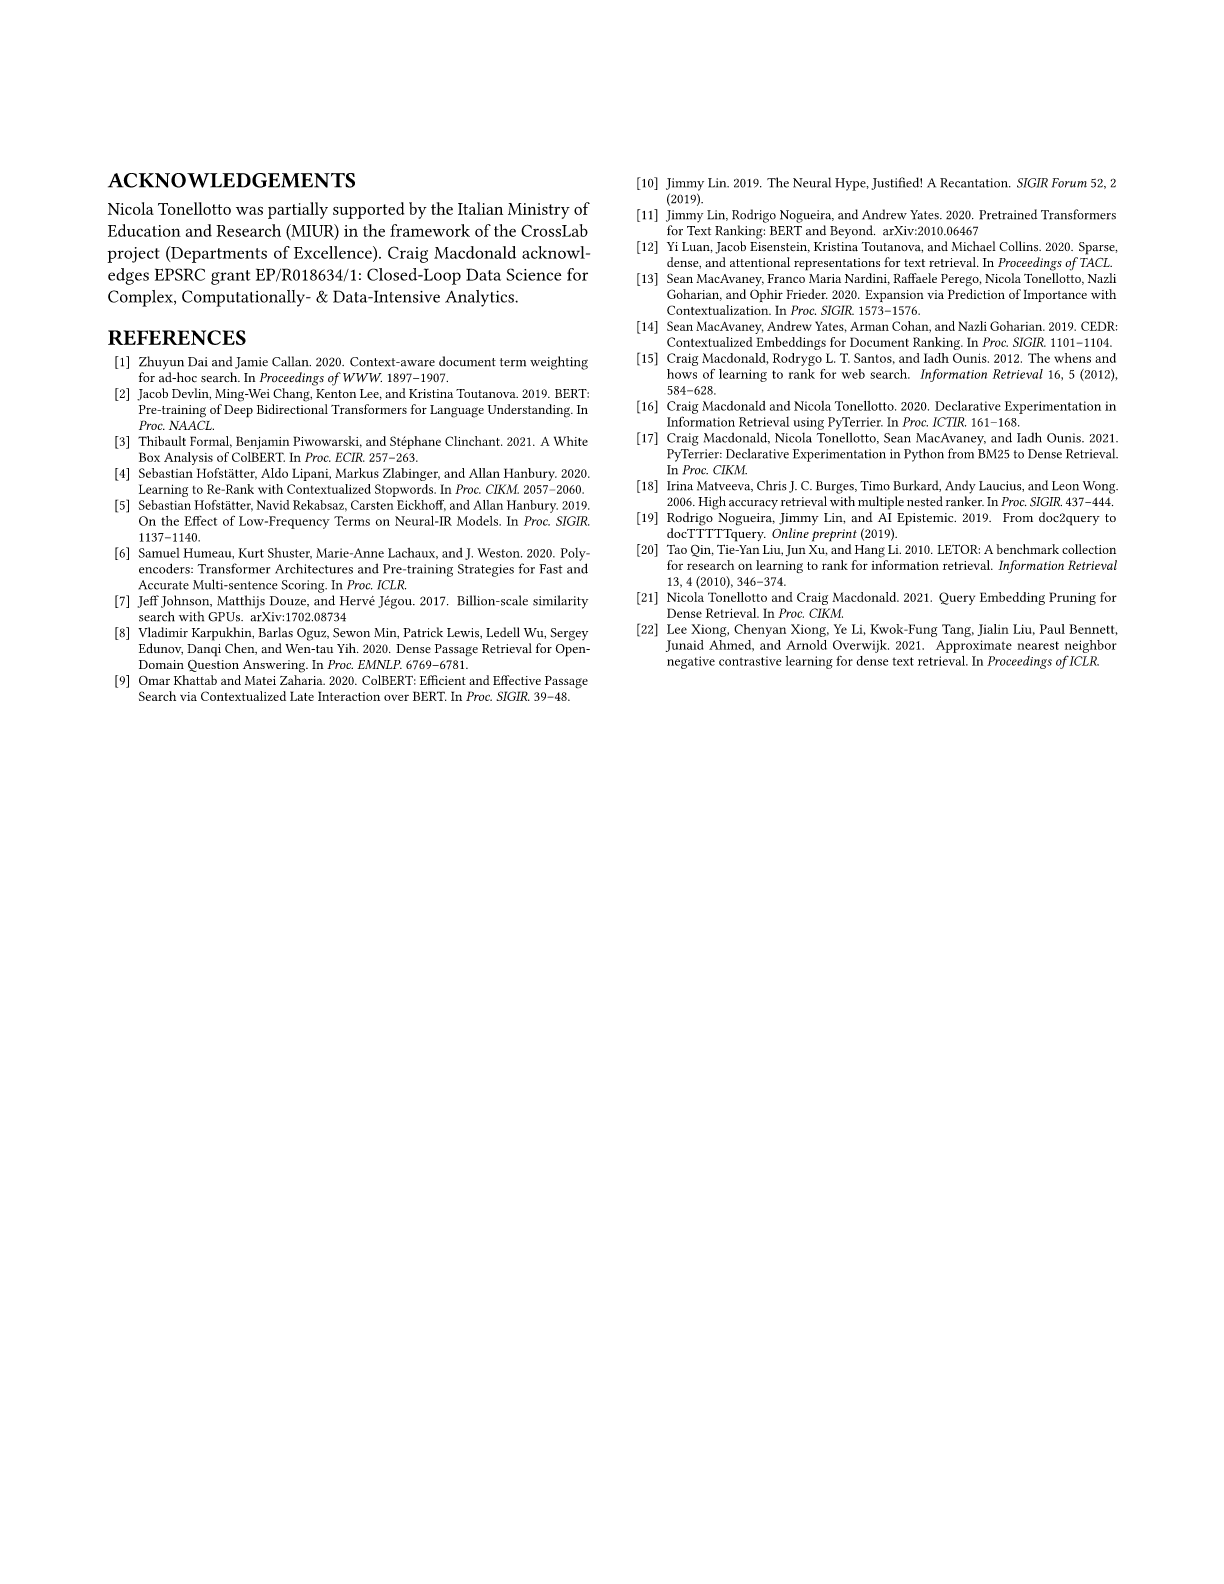 ACKNOWLEDGEMENTS
Nicola Tonellotto was partially supported by the Italian Ministry of
Education and Research (MIUR) in the framework of the CrossLab
project (Departments of Excellence). Craig Macdonald acknowl-
edges EPSRC grant EP/R018634/1: Closed-Loop Data Science for
Complex, Computationally- & Data-Intensive Analytics.
REFERENCES
[1] Zhuyun Dai and Jamie Callan. 2020. Context-aware document term weighting
for ad-hoc search. In Proceedings of WWW. 1897–1907.
[2] Jacob Devlin, Ming-Wei Chang, Kenton Lee, and Kristina Toutanova. 2019. BERT:
Pre-training of Deep Bidirectional Transformers for Language Understanding. In
Proc. NAACL.
[3] Thibault Formal, Benjamin Piwowarski, and Stéphane Clinchant. 2021. A White
Box Analysis of ColBERT. In Proc. ECIR. 257–263.
[4] Sebastian Hofstätter, Aldo Lipani, Markus Zlabinger, and Allan Hanbury. 2020.
Learning to Re-Rank with Contextualized Stopwords. In Proc. CIKM. 2057–2060.
[5] Sebastian Hofstätter, Navid Rekabsaz, Carsten Eickhoff, and Allan Hanbury. 2019.
On the Effect of Low-Frequency Terms on Neural-IR Models. In Proc. SIGIR.
1137–1140.
[6] Samuel Humeau, Kurt Shuster, Marie-Anne Lachaux, and J. Weston. 2020. Poly-
encoders: Transformer Architectures and Pre-training Strategies for Fast and
Accurate Multi-sentence Scoring. In Proc. ICLR.
[7] Jeff Johnson, Matthijs Douze, and Hervé Jégou. 2017. Billion-scale similarity
search with GPUs. arXiv:1702.08734
[8] Vladimir Karpukhin, Barlas Oguz, Sewon Min, Patrick Lewis, Ledell Wu, Sergey
Edunov, Danqi Chen, and Wen-tau Yih. 2020. Dense Passage Retrieval for Open-
Domain Question Answering. In Proc. EMNLP. 6769–6781.
[9] Omar Khattab and Matei Zaharia. 2020. ColBERT: Efficient and Effective Passage
Search via Contextualized Late Interaction over BERT. In Proc. SIGIR. 39–48.
[10] Jimmy Lin. 2019. The Neural Hype, Justified! A Recantation. SIGIR Forum 52, 2
(2019).
[11] Jimmy Lin, Rodrigo Nogueira, and Andrew Yates. 2020. Pretrained Transformers
for Text Ranking: BERT and Beyond. arXiv:2010.06467
[12] Yi Luan, Jacob Eisenstein, Kristina Toutanova, and Michael Collins. 2020. Sparse,
dense, and attentional representations for text retrieval. In Proceedings of TACL.
[13] Sean MacAvaney, Franco Maria Nardini, Raffaele Perego, Nicola Tonellotto, Nazli
Goharian, and Ophir Frieder. 2020. Expansion via Prediction of Importance with
Contextualization. In Proc. SIGIR. 1573–1576.
[14] Sean MacAvaney, Andrew Yates, Arman Cohan, and Nazli Goharian. 2019. CEDR:
Contextualized Embeddings for Document Ranking. In Proc. SIGIR. 1101–1104.
[15] Craig Macdonald, Rodrygo L. T. Santos, and Iadh Ounis. 2012. The whens and
hows of learning to rank for web search. Information Retrieval 16, 5 (2012),
584–628.
[16] Craig Macdonald and Nicola Tonellotto. 2020. Declarative Experimentation in
Information Retrieval using PyTerrier. In Proc. ICTIR. 161–168.
[17] Craig Macdonald, Nicola Tonellotto, Sean MacAvaney, and Iadh Ounis. 2021.
PyTerrier: Declarative Experimentation in Python from BM25 to Dense Retrieval.
In Proc. CIKM.
[18] Irina Matveeva, Chris J. C. Burges, Timo Burkard, Andy Laucius, and Leon Wong.
2006. High accuracy retrieval with multiple nested ranker. In Proc. SIGIR. 437–444.
[19] Rodrigo Nogueira, Jimmy Lin, and AI Epistemic. 2019. From doc2query to
docTTTTTquery. Online preprint (2019).
[20] Tao Qin, Tie-Yan Liu, Jun Xu, and Hang Li. 2010. LETOR: A benchmark collection
for research on learning to rank for information retrieval. Information Retrieval
13, 4 (2010), 346–374.
[21] Nicola Tonellotto and Craig Macdonald. 2021. Query Embedding Pruning for
Dense Retrieval. In Proc. CIKM.
[22] Lee Xiong, Chenyan Xiong, Ye Li, Kwok-Fung Tang, Jialin Liu, Paul Bennett,
Junaid Ahmed, and Arnold Overwijk. 2021. Approximate nearest neighbor
negative contrastive learning for dense text retrieval. In Proceedings of ICLR.